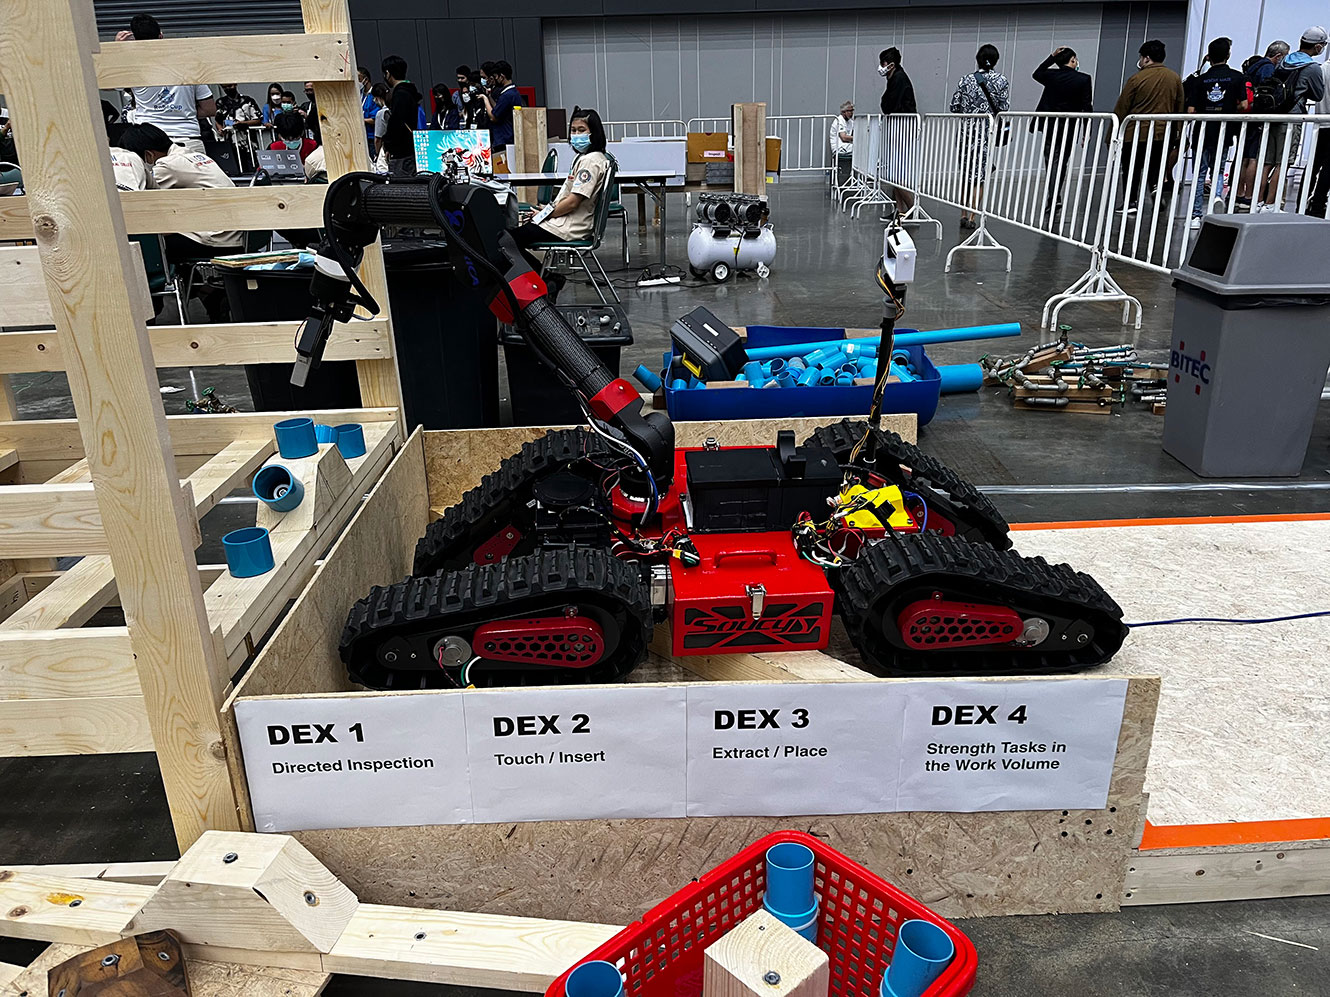 BITEC
DEX 1
Directed Inspection
DEX 2
Touch / Insert
DEX 3
Extract / Place
DEX 4
Strength Tasks in
the Work Volume